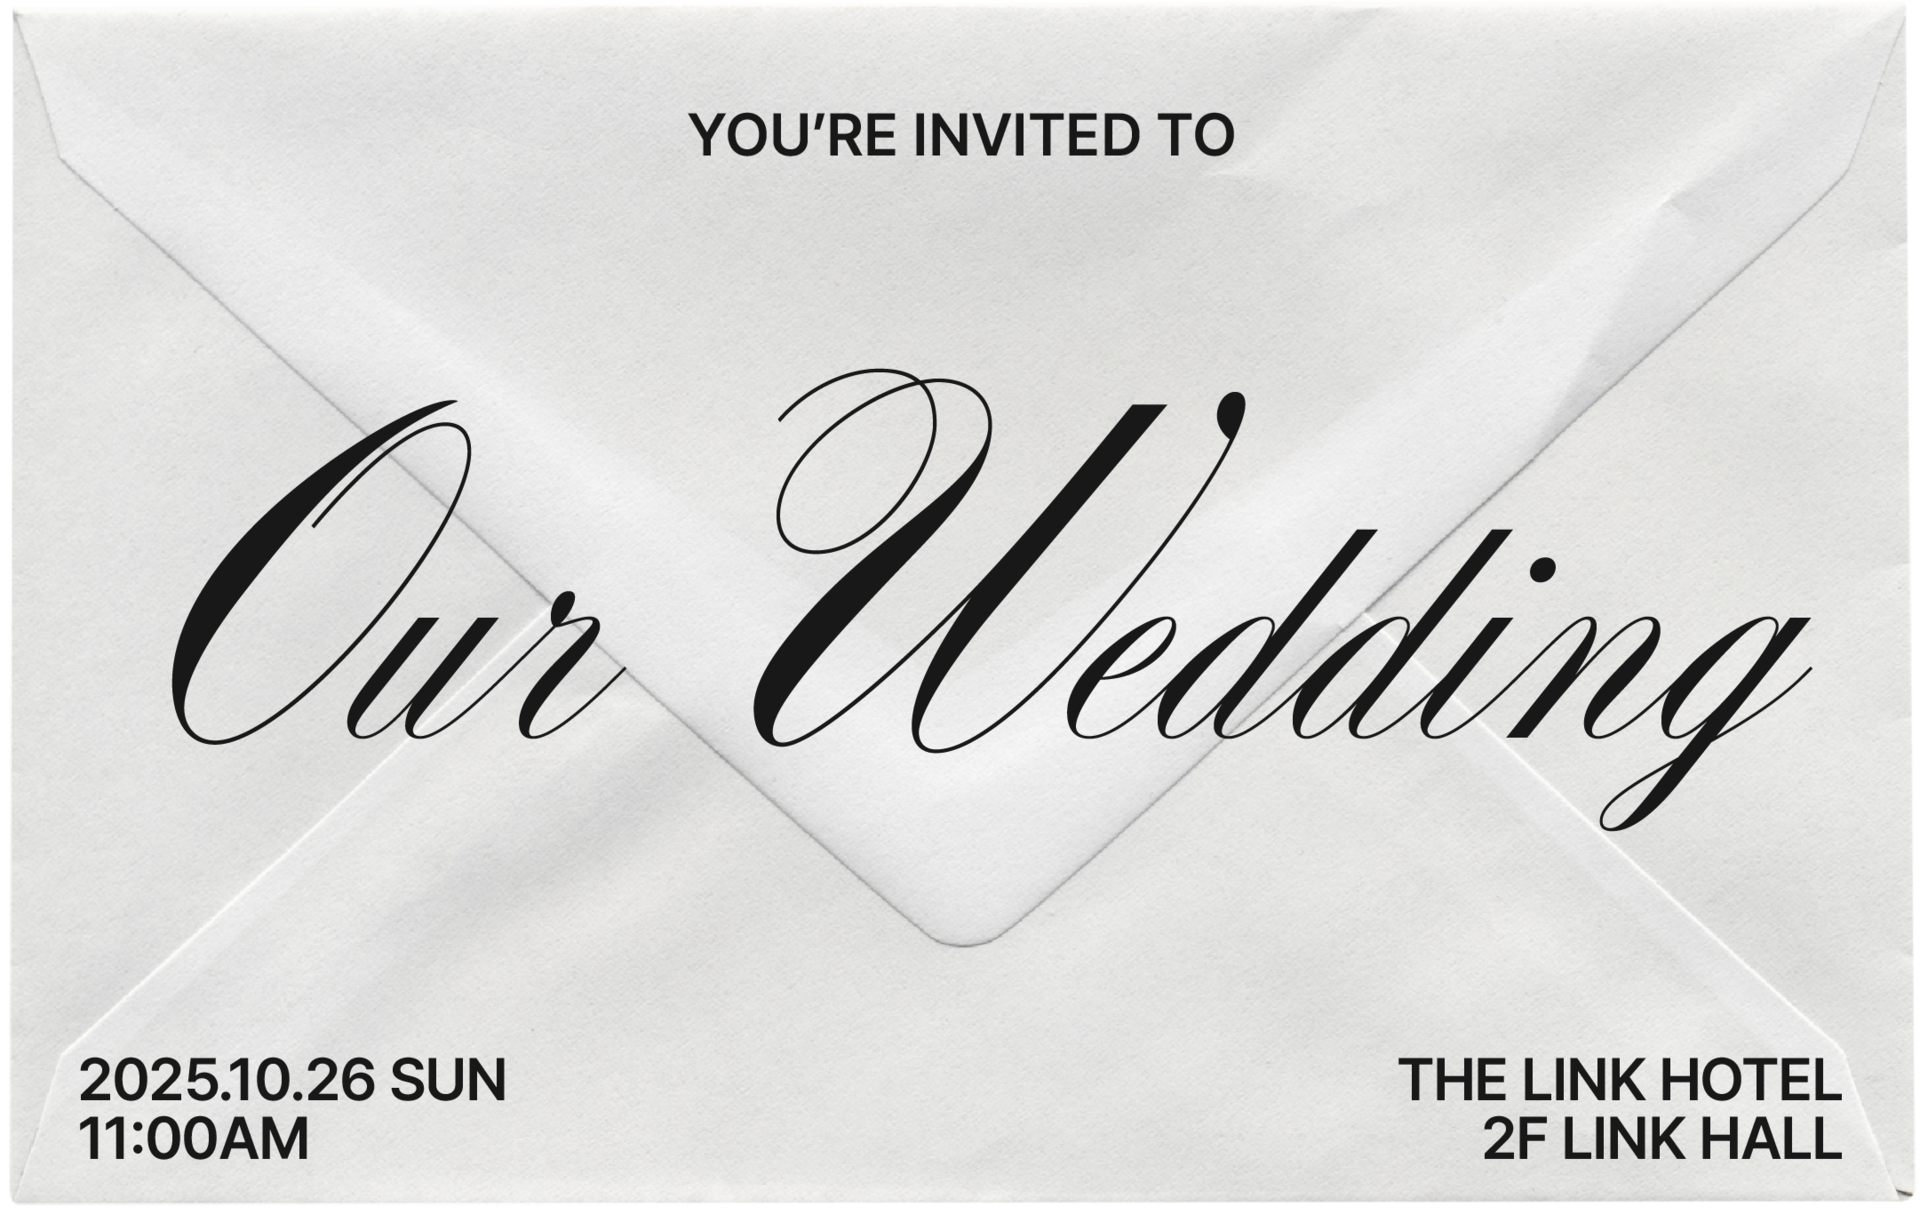 YOU’RE INVITED TO
Our Wedding
2025.10.26 SUN
11:00AM
THE LINK HOTEL
2F LINK HALL